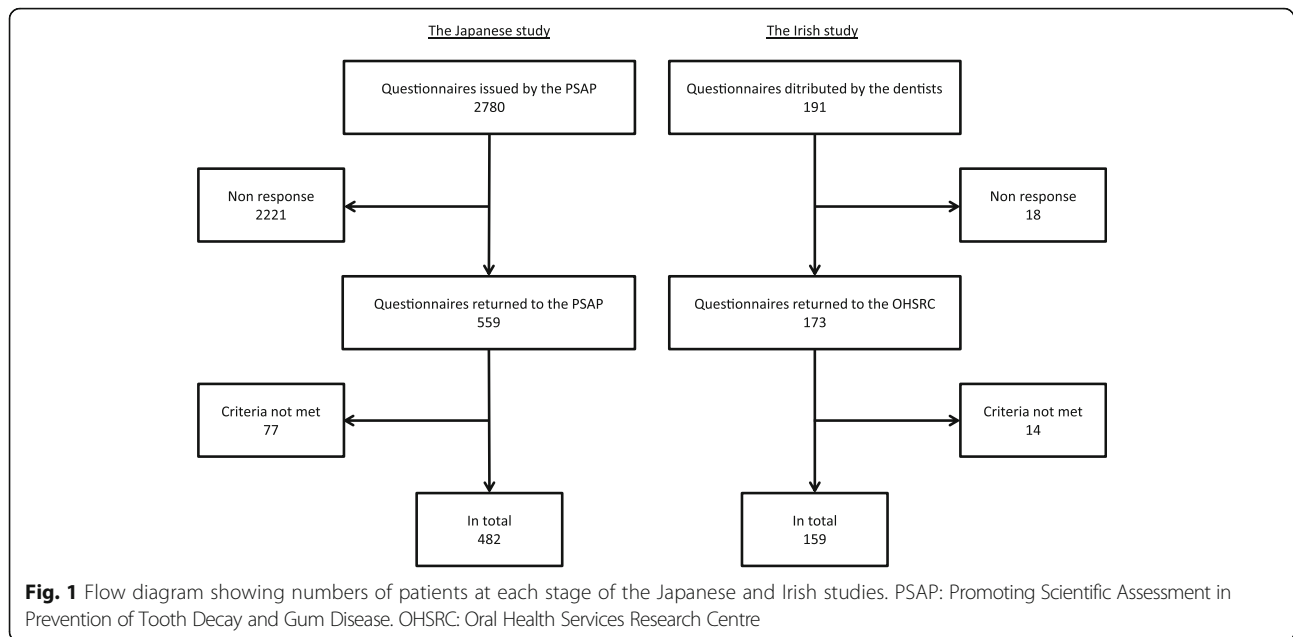 The Japanese study
The Irish study
Questionnaires issued by the PSAP
2780
Questionnaires ditributed by the dentists
191
Non response
2221
Non response
18
Questionnaires returned to the PSAP
559
Questionnaires returned to the OHSRC
173
Criteria not met
77
Criteria not met
14
In total
482
In total
159
Fig. 1 Flow diagram showing numbers of patients at each stage of the Japanese and Irish studies. PSAP: Promoting Scientific Assessment in
Prevention of Tooth Decay and Gum Disease. OHSRC: Oral Health Services Research Centre